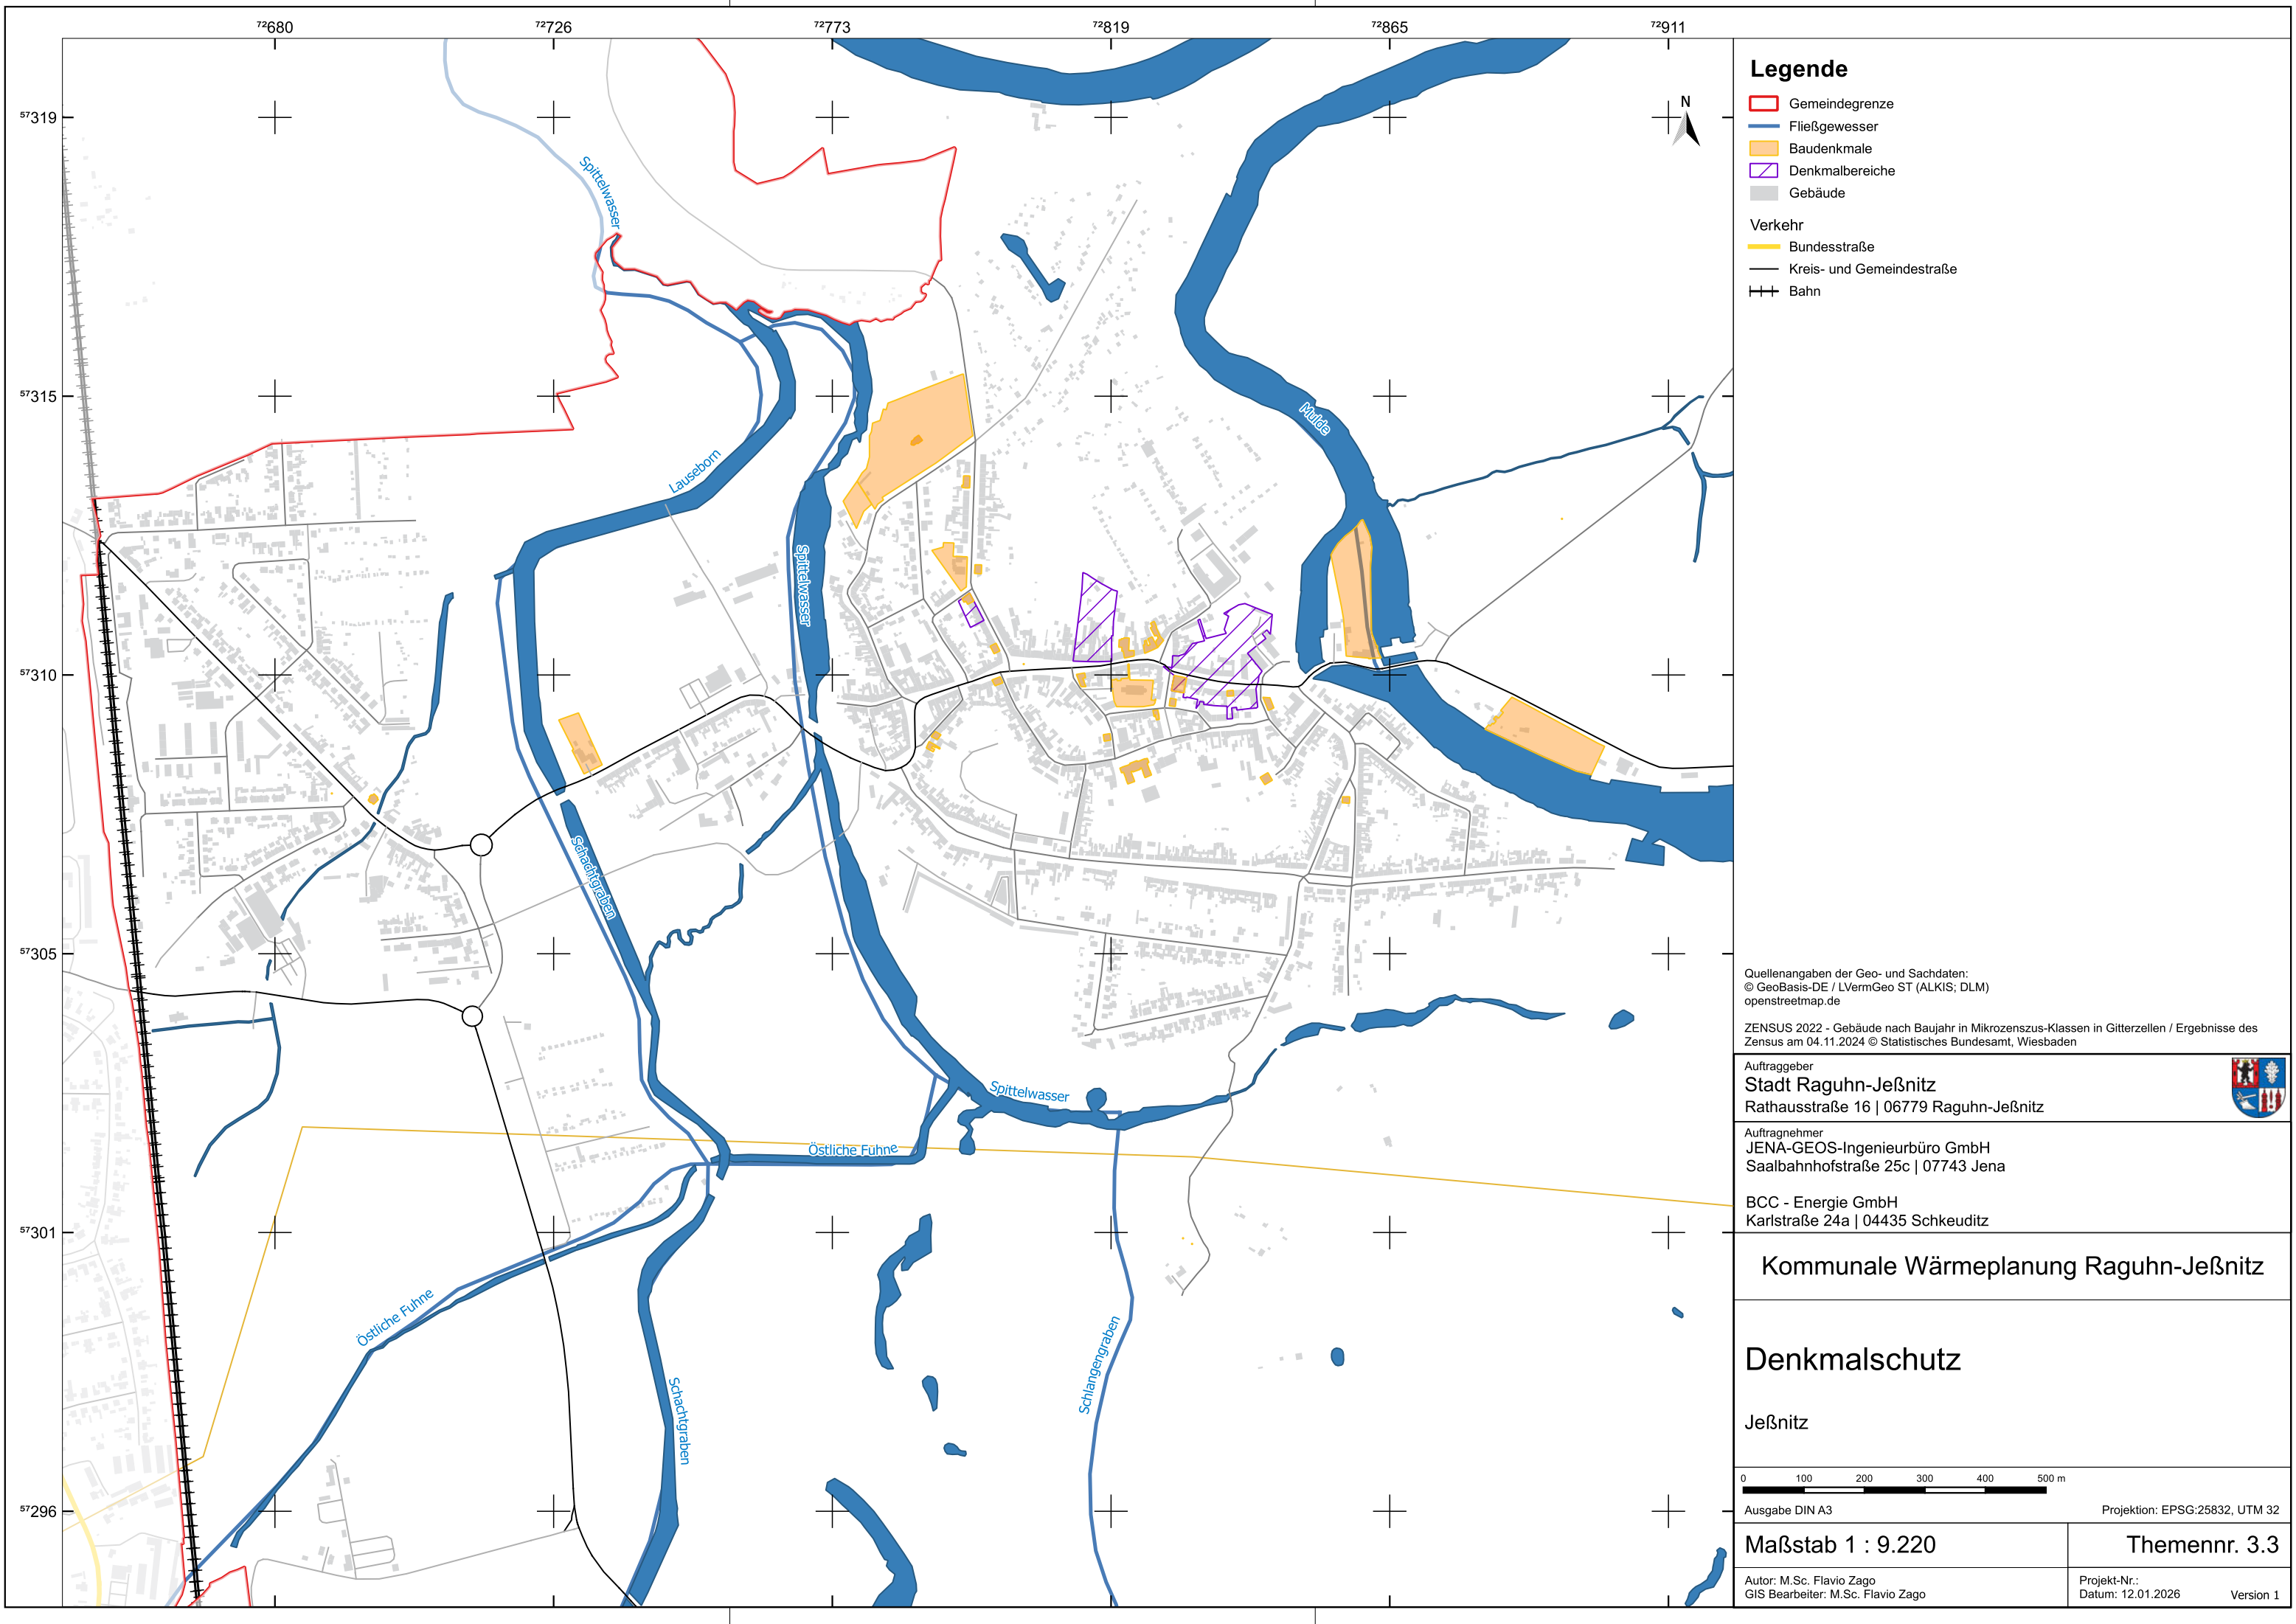 ⁷²680 ⁷²726 ⁷²773 ⁷²819 ⁷²865 ⁷²911
⁵⁷319
⁵⁷315
⁵⁷310
⁵⁷305
⁵⁷301
⁵⁷296
Spittelwasser
Lauseborn
Spittelwasser
Mulde
Schachtgraben
Spittelwasser
Östliche Fuhne
Östliche Fuhne
Schlangengraben
Schachtgraben
N
Legende
Gemeindegrenze
Fließgewesser
Baudenkmale
Denkmalbereiche
Gebäude
Verkehr
Bundesstraße
Kreis- und Gemeindestraße
Bahn
Quellenangaben der Geo- und Sachdaten:
© GeoBasis-DE / LVermGeo ST (ALKIS; DLM)
openstreetmap.de
ZENSUS 2022 - Gebäude nach Baujahr in Mikrozenszus-Klassen in Gitterzellen / Ergebnisse des
Zensus am 04.11.2024 © Statistisches Bundesamt, Wiesbaden
Auftraggeber
Stadt Raguhn-Jeßnitz
Rathausstraße 16 | 06779 Raguhn-Jeßnitz
Auftragnehmer
JENA-GEOS-Ingenieurbüro GmbH
Saalbahnhofstraße 25c | 07743 Jena
BCC - Energie GmbH
Karlstraße 24a | 04435 Schkeuditz
Kommunale Wärmeplanung Raguhn-Jeßnitz
Denkmalschutz
Jeßnitz
0 100 200 300 400 500 m
Ausgabe DIN A3 Projektion: EPSG:25832, UTM 32
Maßstab 1 : 9.220 Themennr. 3.3
Autor: M.Sc. Flavio Zago Projekt-Nr.:
GIS Bearbeiter: M.Sc. Flavio Zago Datum: 12.01.2026 Version 1